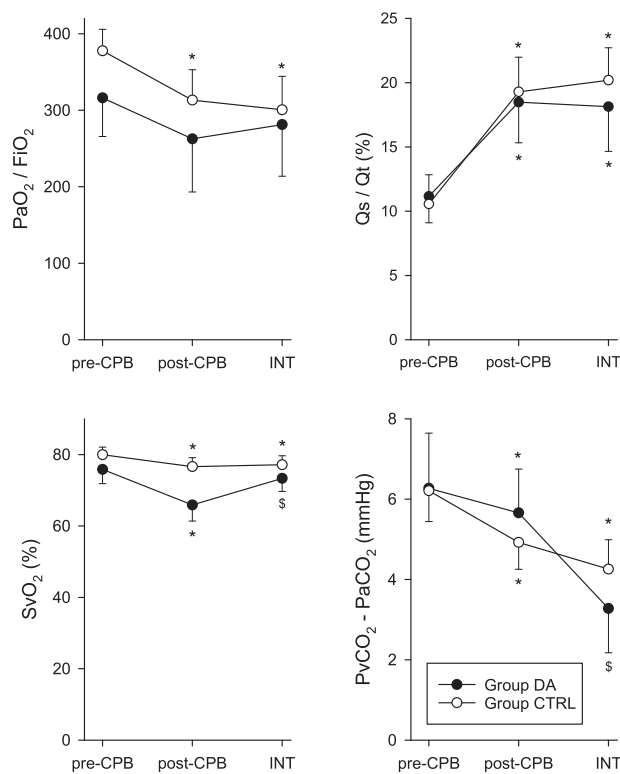 400
300
200
100
0
PaO₂ / FiO₂
* *
pre-CPB post-CPB INT
25
20
15
10
5
0
Qs / Qt (%)
* *
* *
pre-CPB post-CPB INT
80
60
40
20
0
SvO₂ (%)
* *
* $
pre-CPB post-CPB INT
8
6
4
2
0
PvCO₂ - PaCO₂ (mmHg)
* *
* $
Group DA
Group CTRL
pre-CPB post-CPB INT